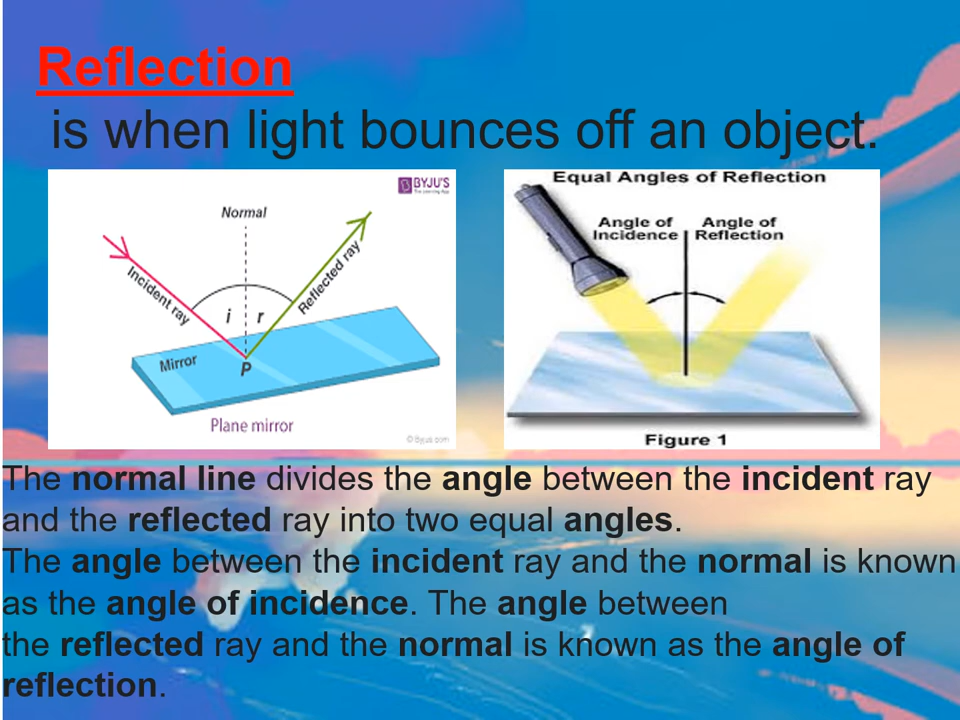 Reflection
is when light bounces off an object.
BYJU'S
The Learning App
Normal
Incident ray
Reflected ray
i r
Mirror
P
Plane mirror
© Byjus.com
Equal Angles of Reflection
Angle of Incidence
Angle of Reflection
Figure 1
The normal line divides the angle between the incident ray
and the reflected ray into two equal angles.
The angle between the incident ray and the normal is known
as the angle of incidence. The angle between
the reflected ray and the normal is known as the angle of
reflection.